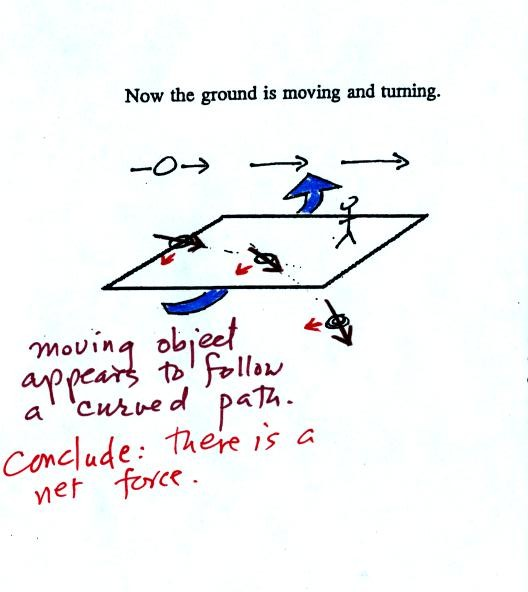 Now the ground is moving and turning.
moving object
appears to follow
a curved path.
Conclude: there is a
net force.